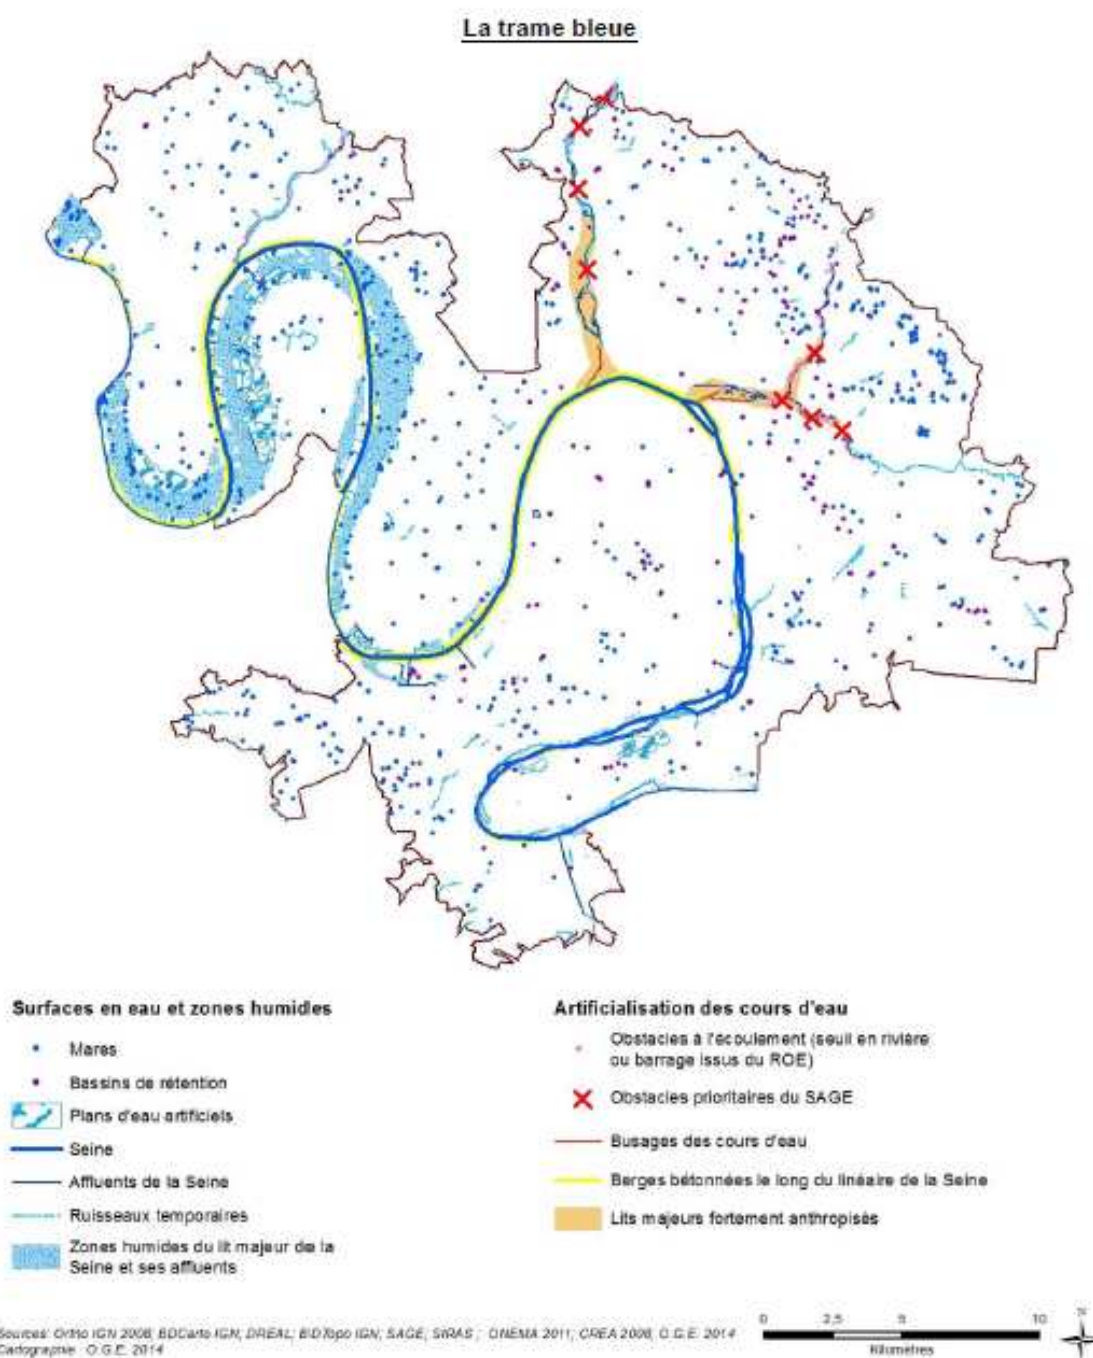 La trame bleue
Surfaces en eau et zones humides
Mares
Bassins de rétention
Plans d'eau artificiels
Seine
Affluents de la Seine
Ruisseaux temporaires
Zones humides du lit majeur de la
Seine et ses affluents
Artificialisation des cours d'eau
Obstacles à l'écoulement (seuil en rivière
ou barrage issus du ROE)
Obstacles prioritaires du SAGE
Busages des cours d'eau
Berges bétonnées le long du linéaire de la Seine
Lits majeurs fortement anthropisés
Sources: Ortho IGN 2008, BDCarto IGN, DREAL, BDTopo IGN, SAGE, SIRAS ; ONEMA 2011, CREA 2008, O.G.E. 2014
Cartographie : O.G.E. 2014
0 2,5 5 10
Kilomètres